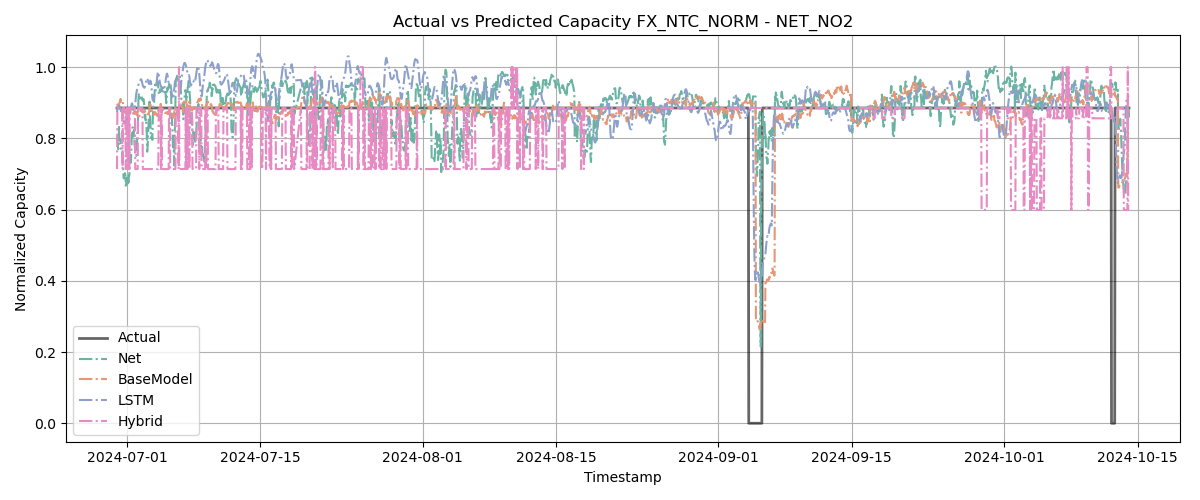 Actual vs Predicted Capacity FX_NTC_NORM - NET_NO2
Normalized Capacity
1.0
0.8
0.6
0.4
0.2
0.0
Actual
Net
BaseModel
LSTM
Hybrid
2024-07-01 2024-07-15 2024-08-01 2024-08-15 2024-09-01 2024-09-15 2024-10-01 2024-10-15
Timestamp